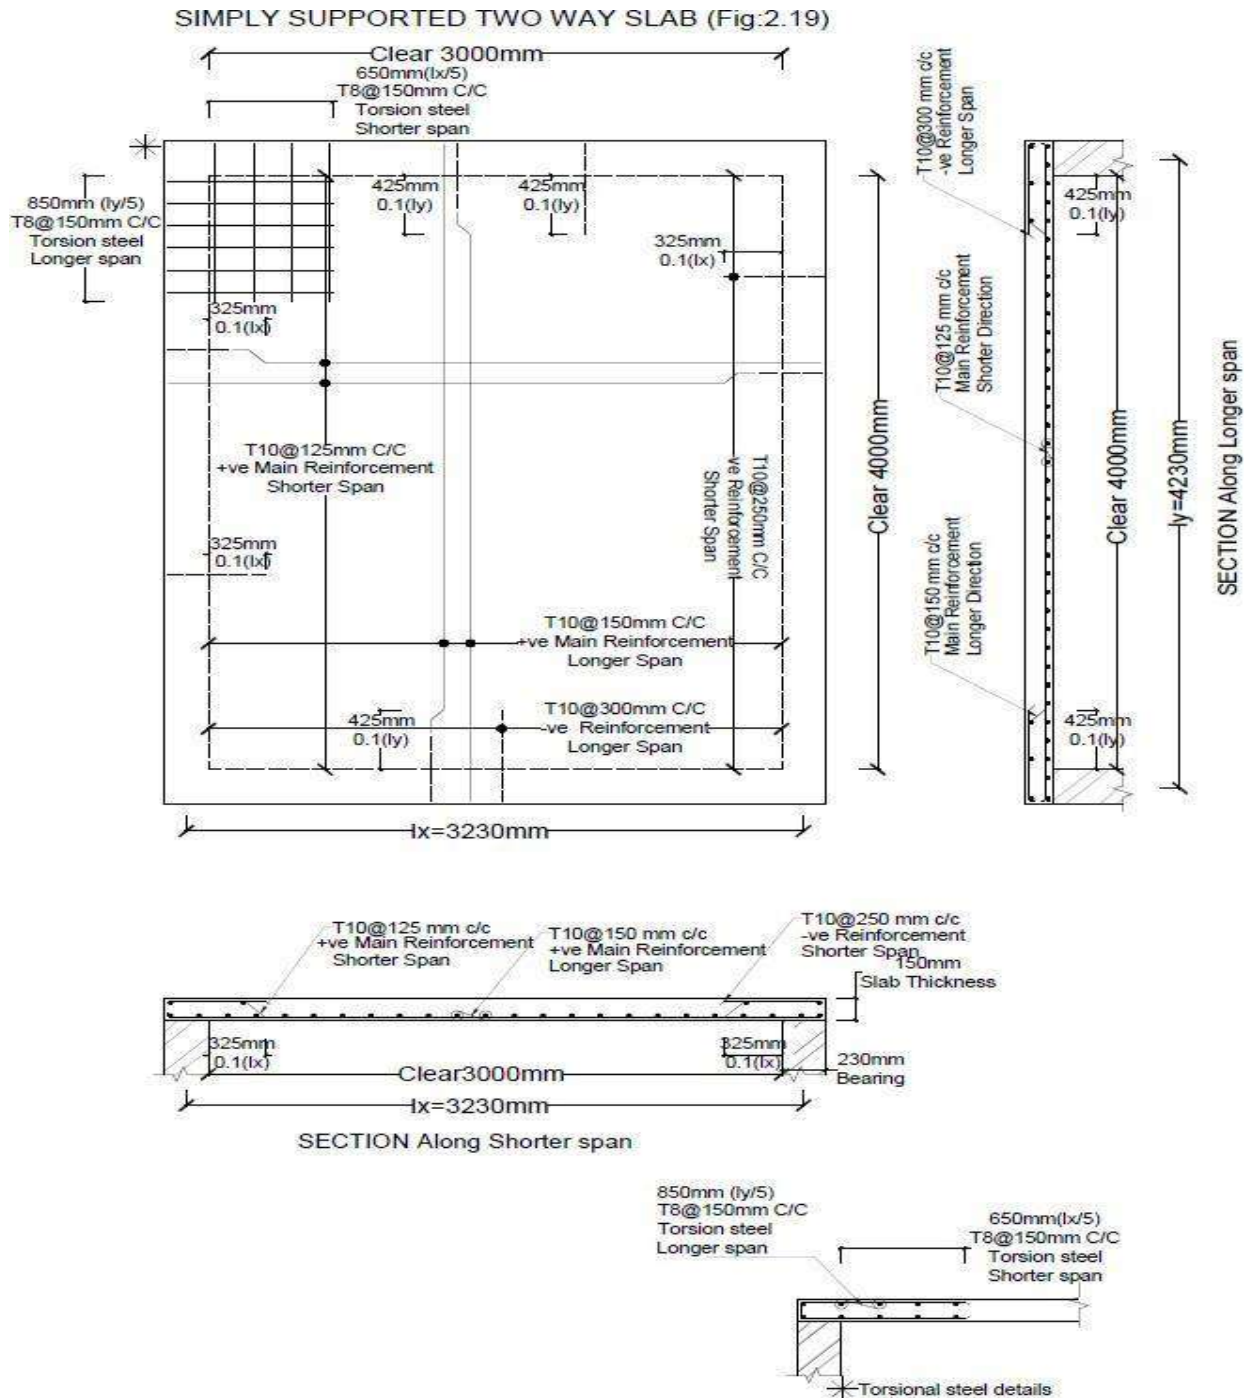 SIMPLY SUPPORTED TWO WAY SLAB (Fig:2.19)
Clear 3000mm
650mm(lx/5)
T8@150mm C/C
Torsion steel
Shorter span
850mm (ly/5)
T8@150mm C/C
Torsion steel
Longer span
425mm
0.1(ly)
425mm
0.1(ly)
325mm
0.1(lx)
325mm
0.1(lx)
T10@125mm C/C
+ve Main Reinforcement
Shorter Span
T10@250mm C/C
-ve Reinforcement
Shorter Span
325mm
0.1(lx)
T10@150mm C/C
+ve Main Reinforcement
Longer Span
425mm
0.1(ly)
T10@300mm C/C
-ve Reinforcement
Longer Span
lx=3230mm
Clear 4000mm
T10@300 mm c/c
-ve Reinforcement
Longer Span
425mm
0.1(ly)
T10@125 mm c/c
Main Reinforcement
Shorter Direction
T10@150 mm c/c
Main Reinforcement
Longer Direction
425mm
0.1(ly)
Clear 4000mm
ly=4230mm
SECTION Along Longer span
T10@125 mm c/c
+ve Main Reinforcement
Shorter Span
T10@150 mm c/c
+ve Main Reinforcement
Longer Span
T10@250 mm c/c
-ve Reinforcement
Shorter Span
150mm
Slab Thickness
325mm
0.1(lx)
325mm
0.1(lx)
Clear3000mm
230mm
Bearing
lx=3230mm
SECTION Along Shorter span
850mm (ly/5)
T8@150mm C/C
Torsion steel
Longer span
650mm(lx/5)
T8@150mm C/C
Torsion steel
Shorter span
Torsional steel details